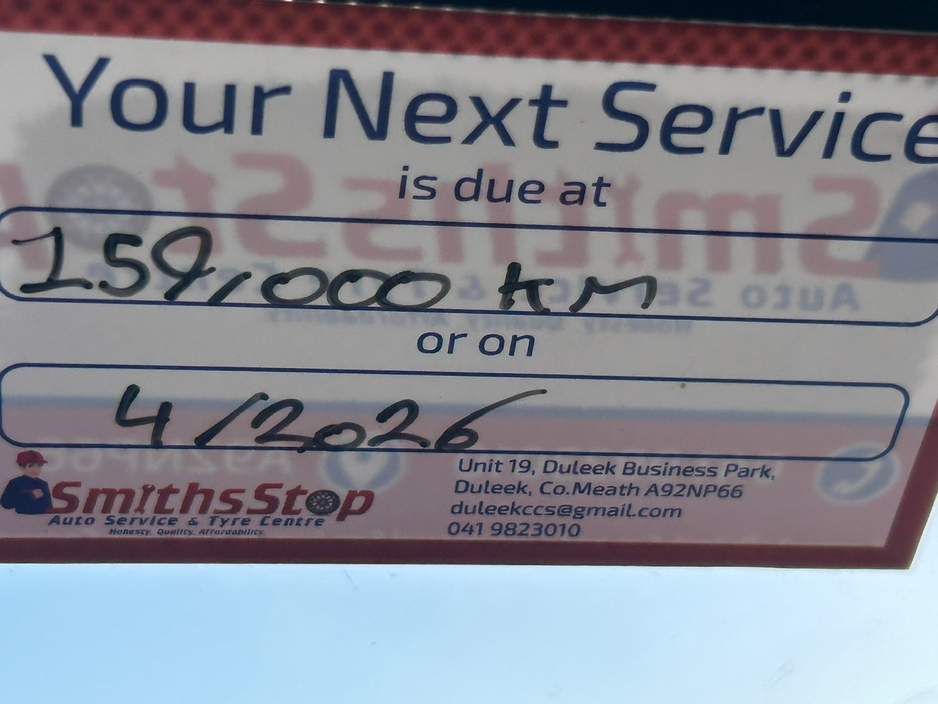 Your Next Service
is due at
159,000 KM
or on
4/2026
SmithsStop
Auto Service & Tyre Centre
Honesty. Quality. Affordability.
Unit 19, Duleek Business Park,
Duleek, Co.Meath A92NP66
duleekccs@gmail.com
041 9823010